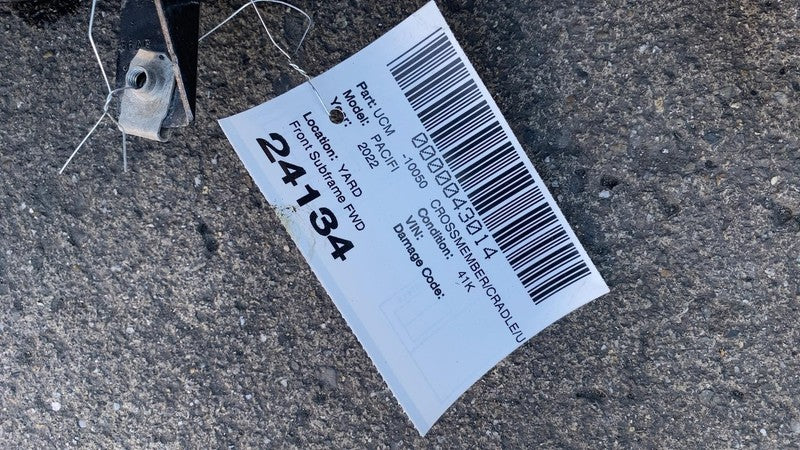 0000043014
Part: UCM -10050 CROSSMEMBER/CRADLE/U
Model: PACIFI Condition: 41K
Year: 2022 VIN:
Damage Code:
Location: YARD
Front Subframe FWD
24134